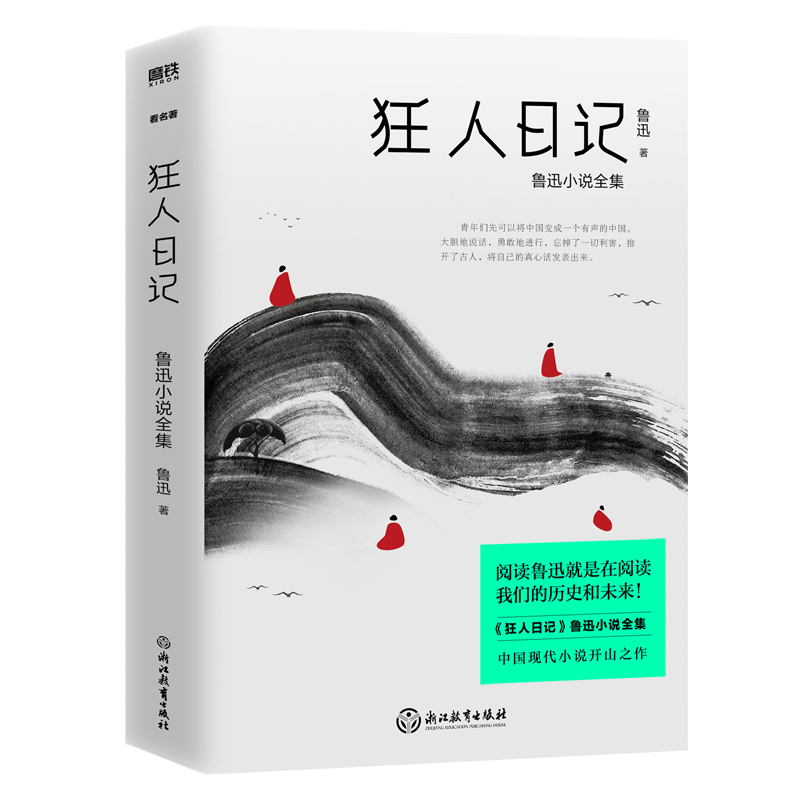 磨铁
XIRON
看名著
狂人日记
鲁迅小说全集
鲁迅 著
浙江教育出版社
狂人日记
鲁迅 著
鲁迅小说全集
青年们先可以将中国变成一个有声的中国。
大胆地说话，勇敢地进行，忘掉了一切利害，推
开了古人，将自己的真心话发表出来。
阅读鲁迅就是在阅读
我们的历史和未来！
《狂人日记》鲁迅小说全集
中国现代小说开山之作
浙江教育出版社
ZHEJIANG EDUCATION PUBLISHING HOUSE